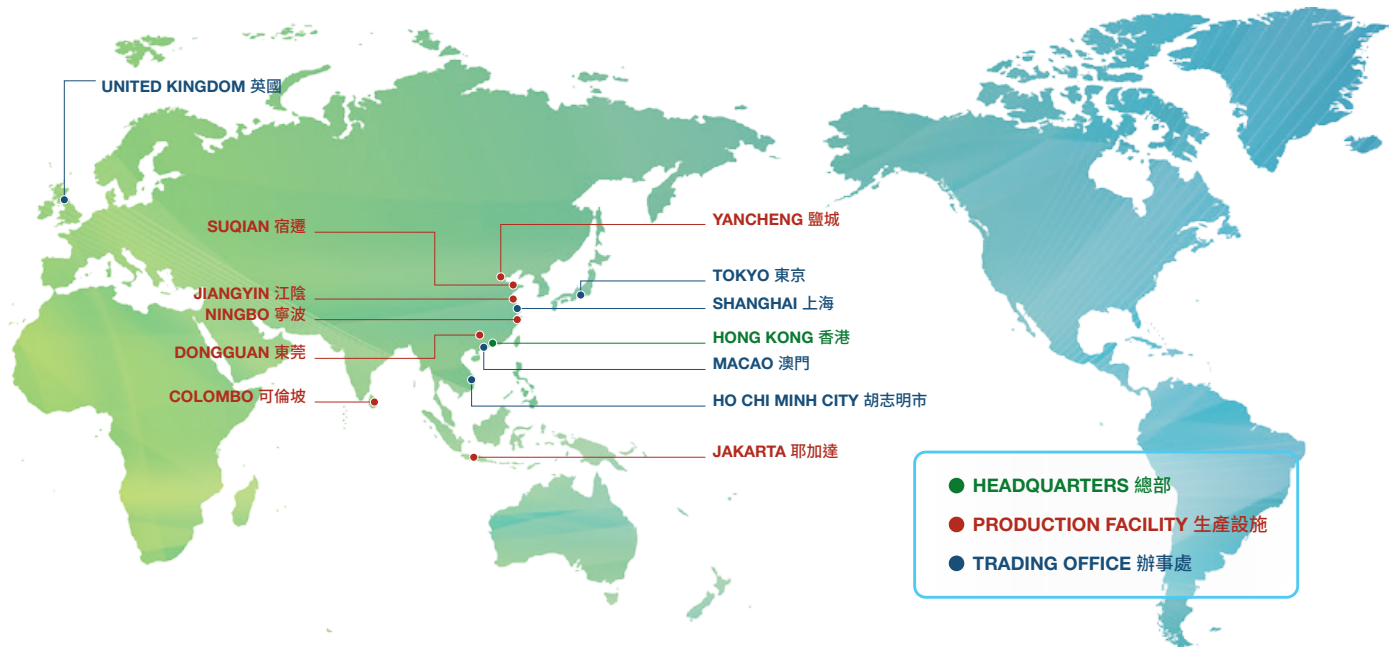 UNITED KINGDOM 英國
SUQIAN 宿遷
JIANGYIN 江陰
NINGBO 寧波
DONGGUAN 東莞
COLOMBO 可倫坡
YANCHENG 鹽城
TOKYO 東京
SHANGHAI 上海
HONG KONG 香港
MACAO 澳門
HO CHI MINH CITY 胡志明市
JAKARTA 耶加達
HEADQUARTERS 總部
PRODUCTION FACILITY 生產設施
TRADING OFFICE 辦事處